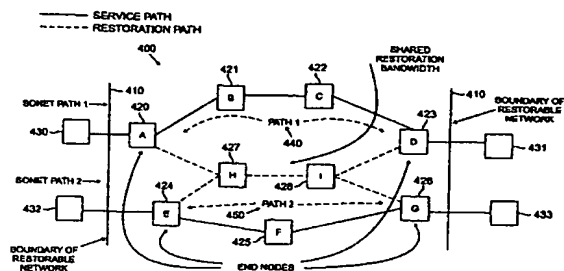 SERVICE PATH
RESTORATION PATH
400
SHARED
RESTORATION
BANDWIDTH
421
422
410
410
SONET PATH 1
420
B
C
423
BOUNDARY OF
RESTORABLE
NETWORK
430
A
PATH 1
440
D
431
427
428
H
I
SONET PATH 2
424
426
432
E
PATH 2
450
G
433
425
F
BOUNDARY OF
RESTORABLE
NETWORK
END NODES